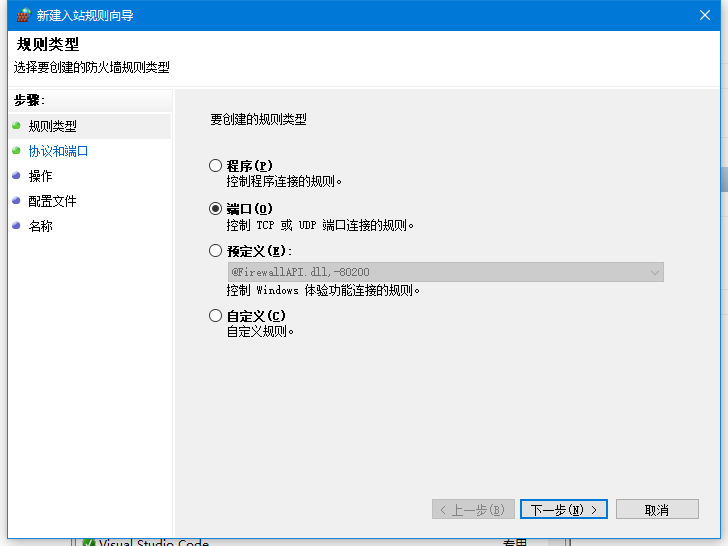 新建入站规则向导
规则类型
选择要创建的防火墙规则类型
步骤:
规则类型
协议和端口
操作
配置文件
名称
要创建的规则类型
程序(P)
控制程序连接的规则。
端口(O)
控制 TCP 或 UDP 端口连接的规则。
预定义(E):
@FirewallAPI.dll,-80200
控制 Windows 体验功能连接的规则。
自定义(C)
自定义规则。
< 上一步(B)
下一步(N) >
取消
Visual Studio Code
专用